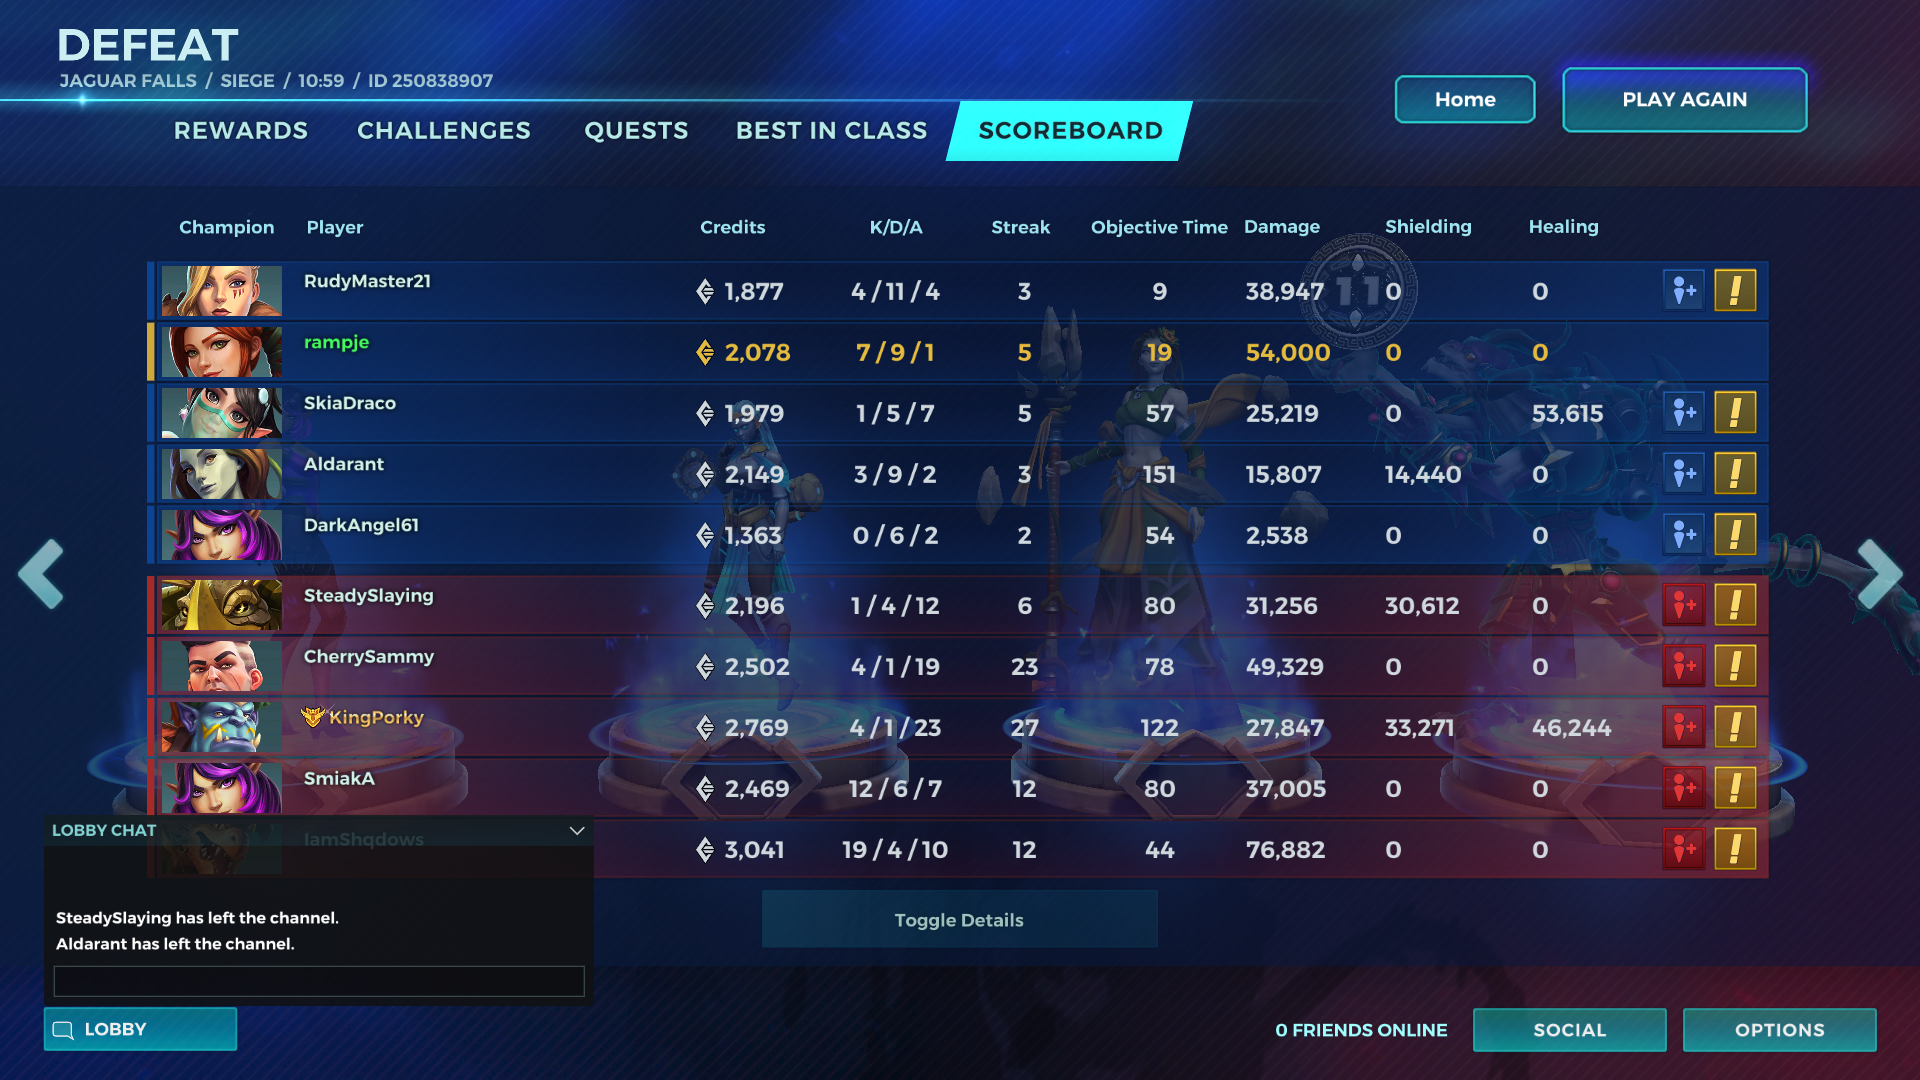 DEFEAT
JAGUAR FALLS / SIEGE / 10:59 / ID 250838907
Home
PLAY AGAIN
REWARDS CHALLENGES QUESTS BEST IN CLASS SCOREBOARD
Champion Player Credits K/D/A Streak Objective Time Damage Shielding Healing
RudyMaster21 1,877 4 / 11 / 4 3 9 38,947 0 0
11
rampje 2,078 7 / 9 / 1 5 19 54,000 0 0
SkiaDraco 1,979 1 / 5 / 7 5 57 25,219 0 53,615
Aldarant 2,149 3 / 9 / 2 3 151 15,807 14,440 0
DarkAngel61 1,363 0 / 6 / 2 2 54 2,538 0 0
SteadySlaying 2,196 1 / 4 / 12 6 80 31,256 30,612 0
CherrySammy 2,502 4 / 1 / 19 23 78 49,329 0 0
KingPorky 2,769 4 / 1 / 23 27 122 27,847 33,271 46,244
SmiakA 2,469 12 / 6 / 7 12 80 37,005 0 0
IamShqdows 3,041 19 / 4 / 10 12 44 76,882 0 0
LOBBY CHAT
SteadySlaying has left the channel.
Aldarant has left the channel.
Toggle Details
LOBBY
0 FRIENDS ONLINE
SOCIAL
OPTIONS